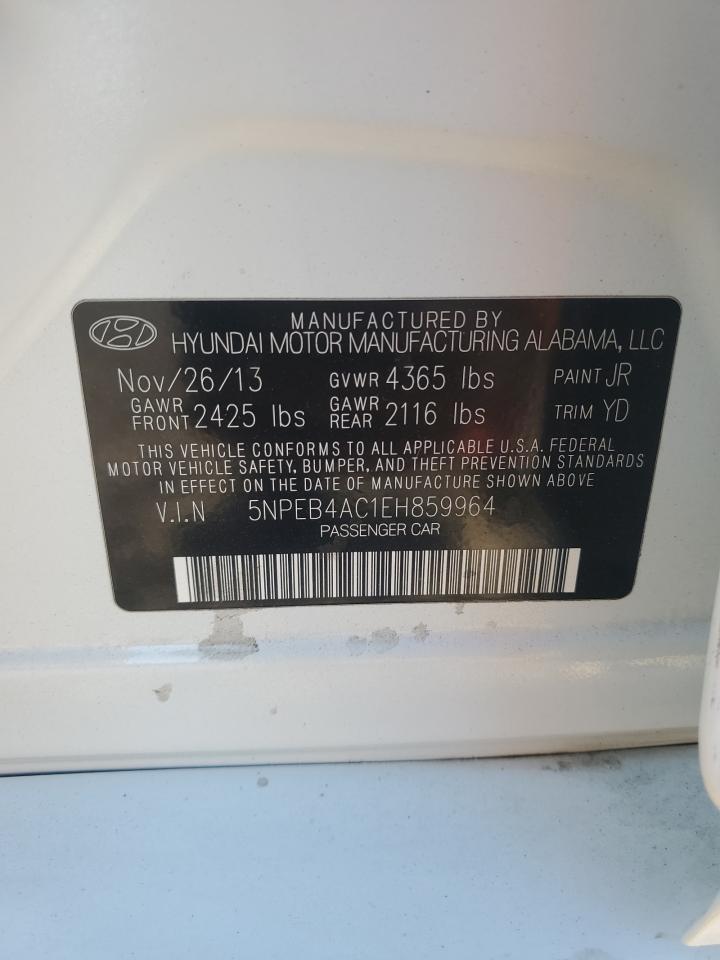 MANUFACTURED BY
HYUNDAI MOTOR MANUFACTURING ALABAMA, LLC
Nov/26/13 GVWR 4365 lbs PAINT JR
GAWR FRONT 2425 lbs GAWR REAR 2116 lbs TRIM YD
THIS VEHICLE CONFORMS TO ALL APPLICABLE U.S.A. FEDERAL
MOTOR VEHICLE SAFETY, BUMPER, AND THEFT PREVENTION STANDARDS
IN EFFECT ON THE DATE OF MANUFACTURE SHOWN ABOVE
V.I.N 5NPEB4AC1EH859964
PASSENGER CAR